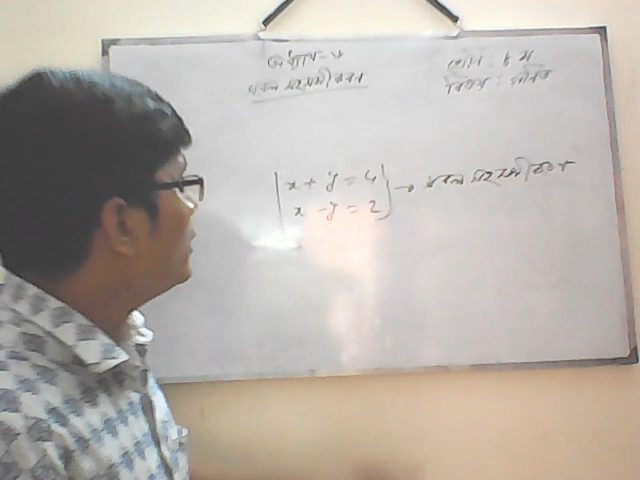 অধ্যায়-৬
সরল সহসমীকরণ
শ্রেণি : ৮ম
বিষয় : গণিত
x + y = 4
x - y = 2
→ সরল সহসমীকরণ